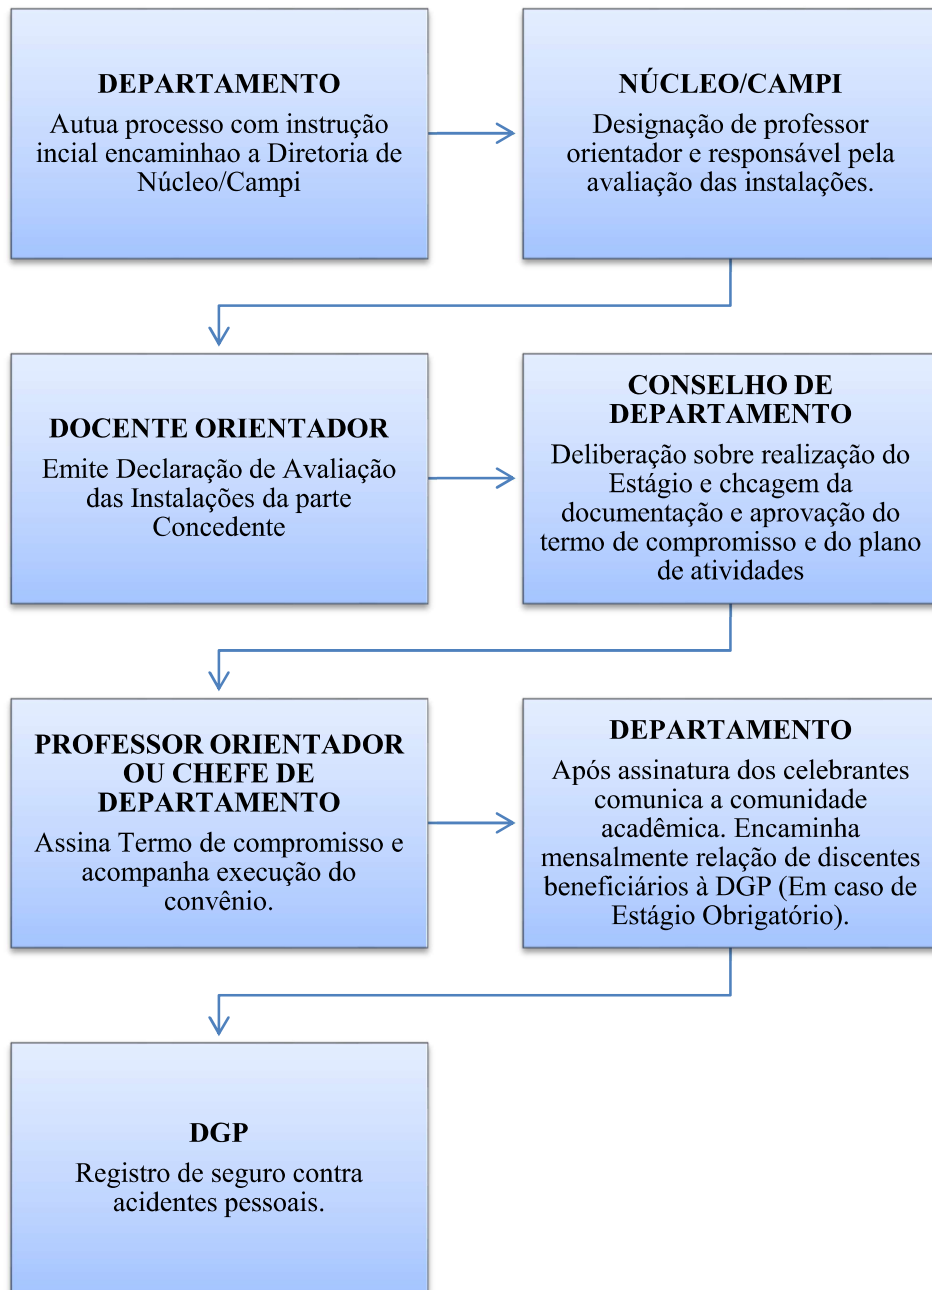 DEPARTAMENTO
Autua processo com instrução
incial encaminhao a Diretoria de
Núcleo/Campi
NÚCLEO/CAMPI
Designação de professor
orientador e responsável pela
avaliação das instalações.
DOCENTE ORIENTADOR
Emite Declaração de Avaliação
das Instalações da parte
Concedente
CONSELHO DE
DEPARTAMENTO
Deliberação sobre realização do
Estágio e chcagem da
documentação e aprovação do
termo de compromisso e do plano
de atividades
PROFESSOR ORIENTADOR
OU CHEFE DE
DEPARTAMENTO
Assina Termo de compromisso e
acompanha execução do
convênio.
DEPARTAMENTO
Após assinatura dos celebrantes
comunica a comunidade
acadêmica. Encaminha
mensalmente relação de discentes
beneficiários à DGP (Em caso de
Estágio Obrigatório).
DGP
Registro de seguro contra
acidentes pessoais.